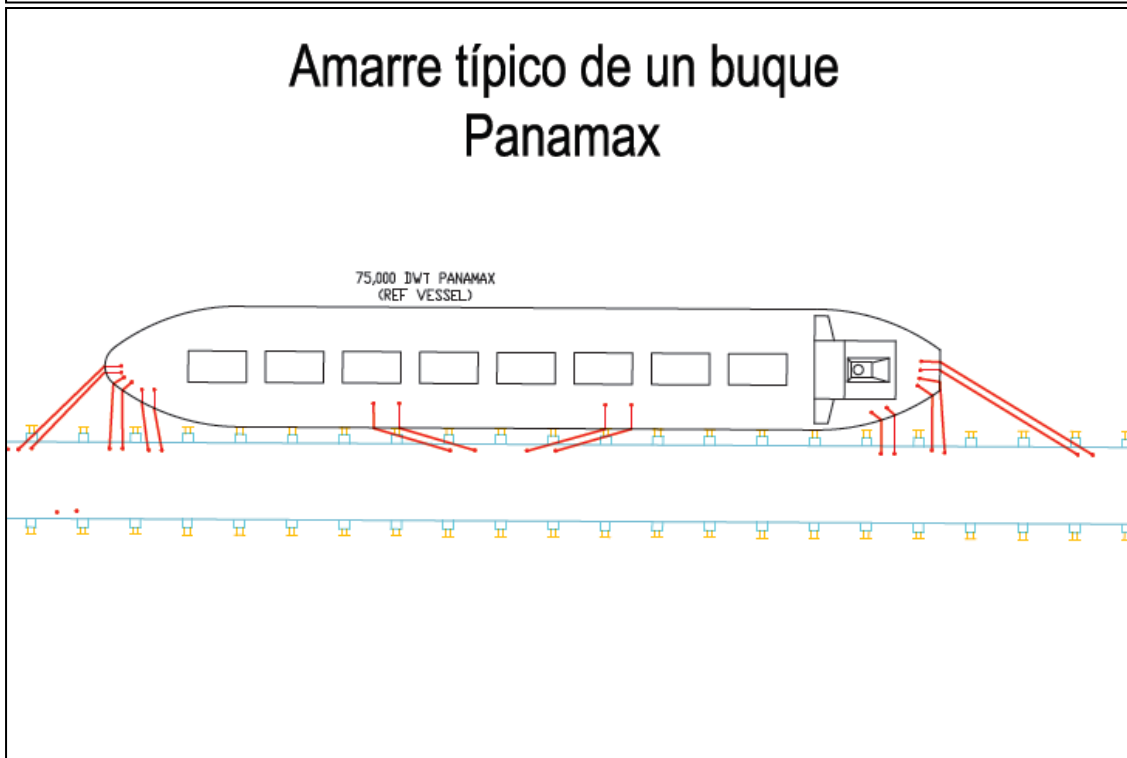 Amarre típico de un buque
Panamax
75,000 DWT PANAMAX
(REF VESSEL)